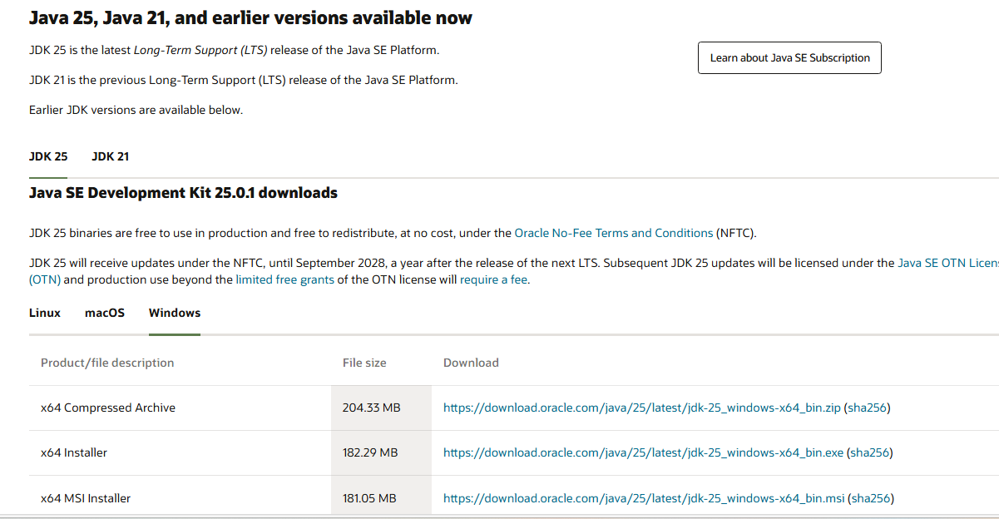 Java 25, Java 21, and earlier versions available now
JDK 25 is the latest Long-Term Support (LTS) release of the Java SE Platform.
Learn about Java SE Subscription
JDK 21 is the previous Long-Term Support (LTS) release of the Java SE Platform.
Earlier JDK versions are available below.
JDK 25 JDK 21
Java SE Development Kit 25.0.1 downloads
JDK 25 binaries are free to use in production and free to redistribute, at no cost, under the Oracle No-Fee Terms and Conditions (NFTC).
JDK 25 will receive updates under the NFTC, until September 2028, a year after the release of the next LTS. Subsequent JDK 25 updates will be licensed under the Java SE OTN Licens
(OTN) and production use beyond the limited free grants of the OTN license will require a fee.
Linux macOS Windows
Product/file description File size Download
x64 Compressed Archive 204.33 MB https://download.oracle.com/java/25/latest/jdk-25_windows-x64_bin.zip (sha256)
x64 Installer 182.29 MB https://download.oracle.com/java/25/latest/jdk-25_windows-x64_bin.exe (sha256)
x64 MSI Installer 181.05 MB https://download.oracle.com/java/25/latest/jdk-25_windows-x64_bin.msi (sha256)